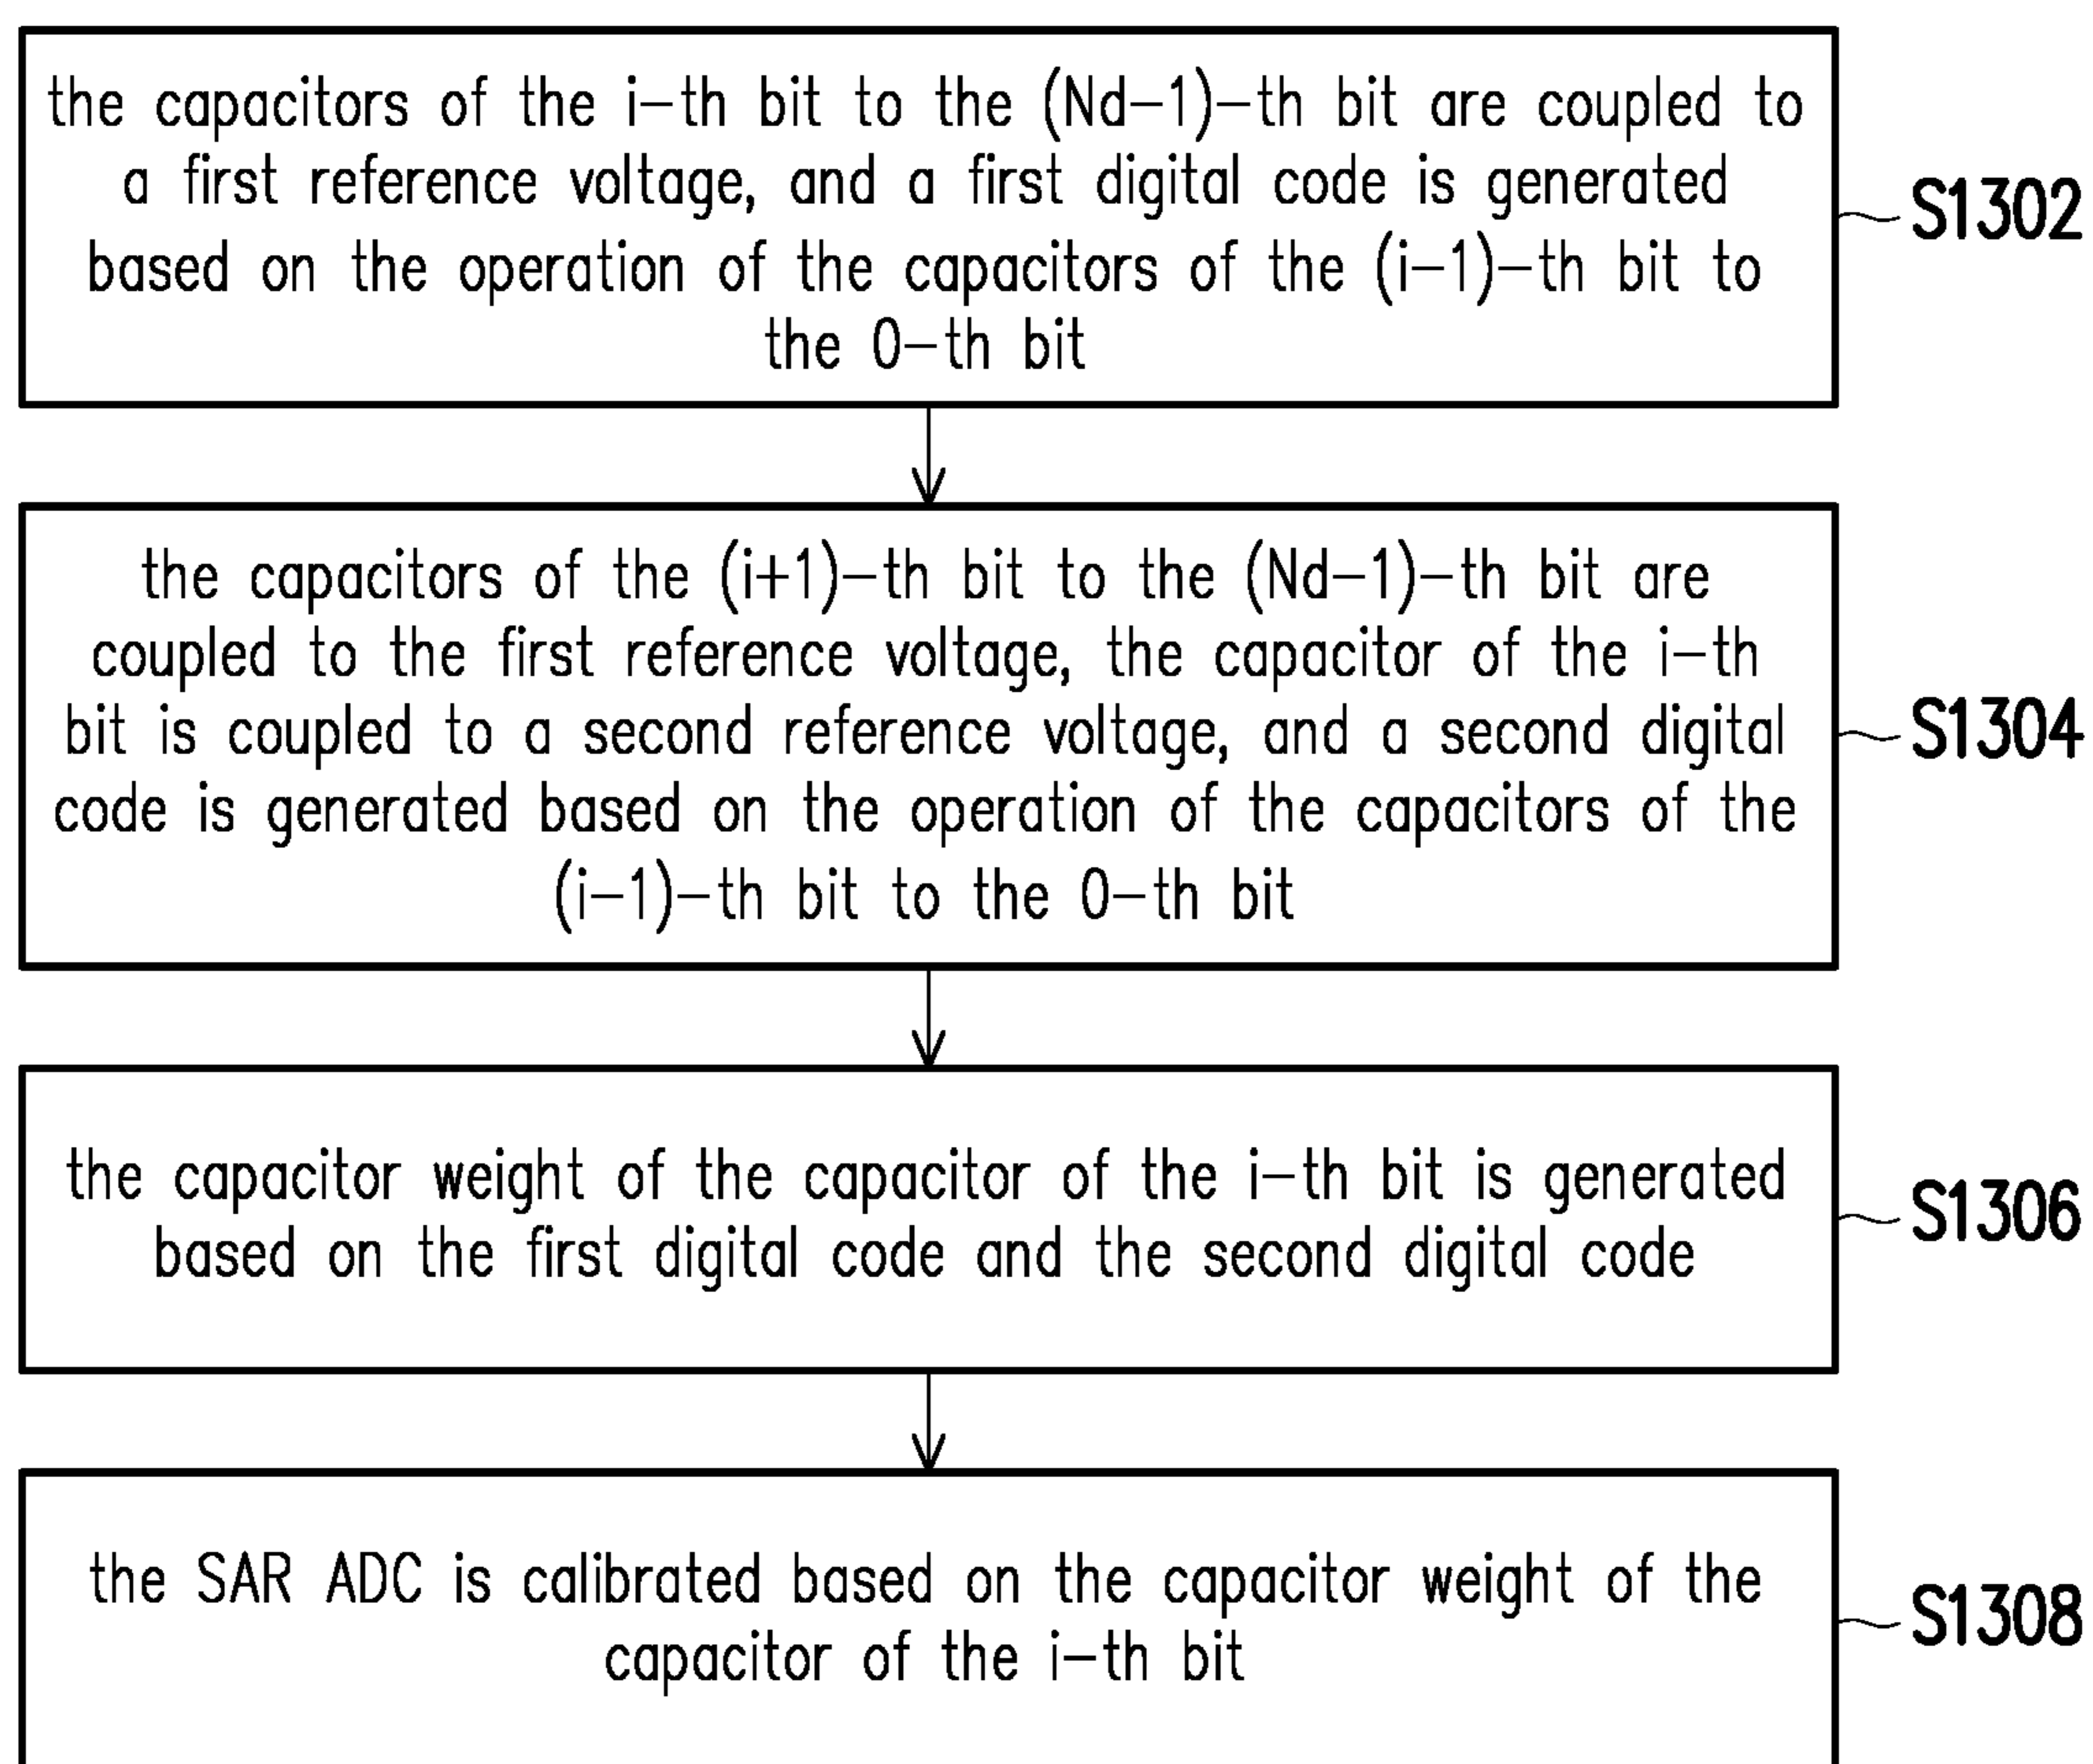 the capacitors of the i-th bit to the (Nd-1)-th bit are coupled to
a first reference voltage, and a first digital code is generated
based on the operation of the capacitors of the (i-1)-th bit to
the 0-th bit
S1302
the capacitors of the (i+1)-th bit to the (Nd-1)-th bit are
coupled to the first reference voltage, the capacitor of the i-th
bit is coupled to a second reference voltage, and a second digital
code is generated based on the operation of the capacitors of the
(i-1)-th bit to the 0-th bit
S1304
the capacitor weight of the capacitor of the i-th bit is generated
based on the first digital code and the second digital code
S1306
the SAR ADC is calibrated based on the capacitor weight of the
capacitor of the i-th bit
S1308